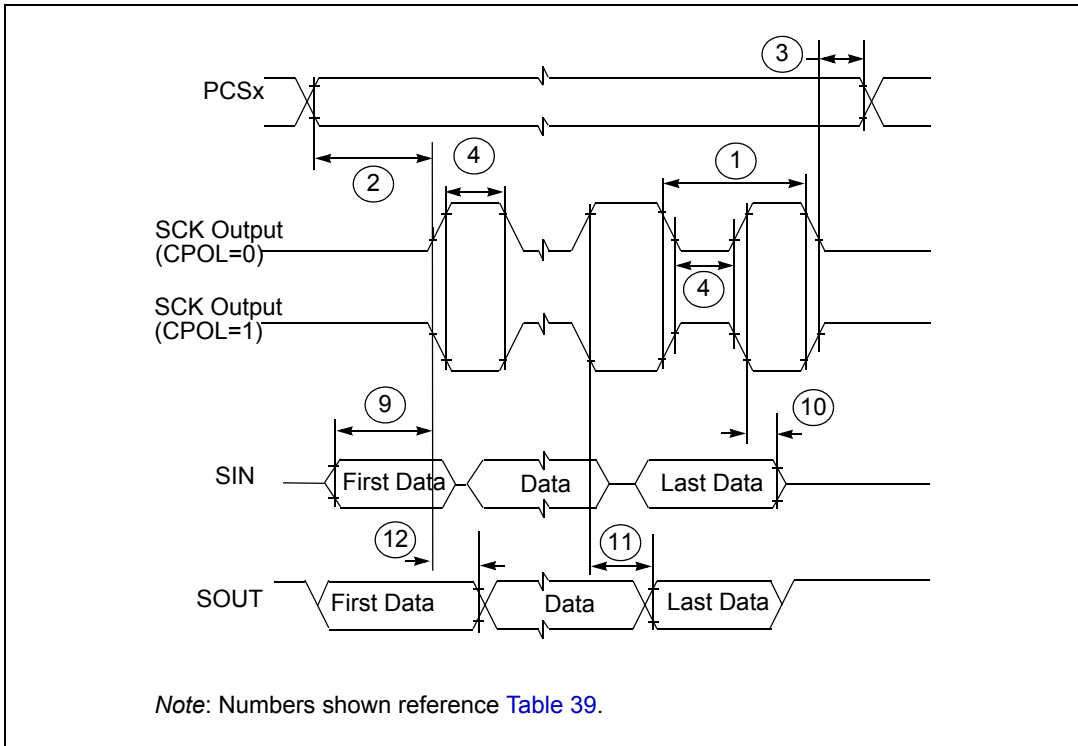 3
PCSx
2
4
1
SCK Output
(CPOL=0)
4
SCK Output
(CPOL=1)
9
10
SIN
First Data
Data
Last Data
12
11
SOUT
First Data
Data
Last Data
Note: Numbers shown reference Table 39.